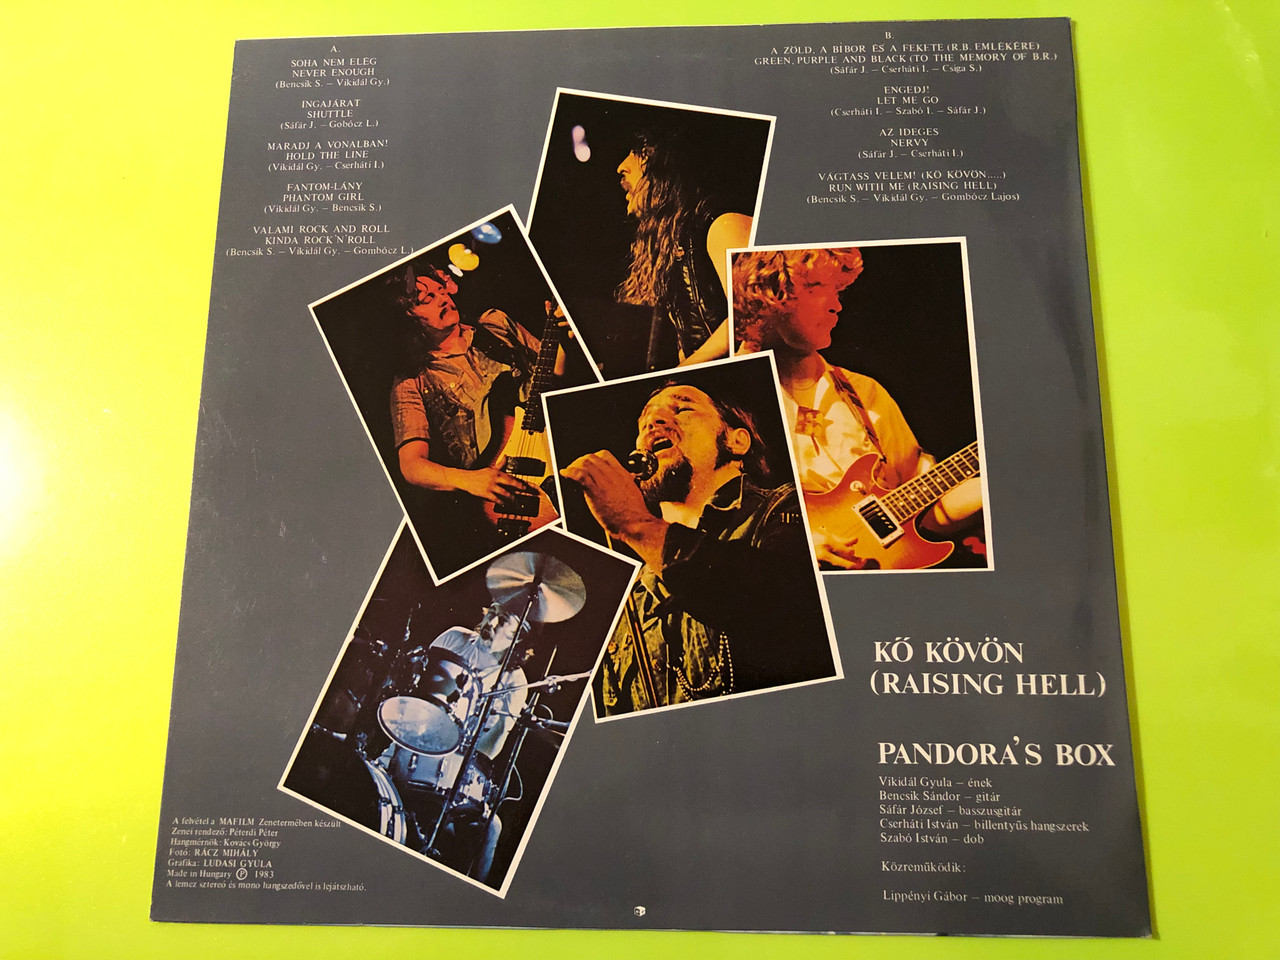 A.
SOHA NEM ELÉG
NEVER ENOUGH
(Bencsik S. – Vikidál Gy.)
INGAJÁRAT
SHUTTLE
(Sáfár J. – Gobócz L.)
MARADJ A VONALBAN!
HOLD THE LINE
(Vikidál Gy. – Cserháti I.)
FANTOM-LÁNY
PHANTOM GIRL
(Vikidál Gy. – Bencsik S.)
VALAMI ROCK AND ROLL
KINDA ROCK'N'ROLL
(Bencsik S. – Vikidál Gy. – Gombócz L.)
B.
A ZÖLD, A BÍBOR ÉS A FEKETE (R.B. EMLÉKÉRE)
GREEN, PURPLE AND BLACK (TO THE MEMORY OF B.R.)
(Sáfár J. – Cserháti I. – Csiga S.)
ENGEDJ!
LET ME GO
(Cserháti I. – Szabó I. – Sáfár J.)
AZ IDEGES
NERVY
(Sáfár J. – Cserháti I.)
VÁGTASS VELEM! (KŐ KÖVÖN.....)
RUN WITH ME (RAISING HELL)
(Bencsik S. – Vikidál Gy. – Gombócz Lajos)
KŐ KÖVÖN
(RAISING HELL)
PANDORA'S BOX
Vikidál Gyula – ének
Bencsik Sándor – gitár
Sáfár József – basszusgitár
Cserháti István – billentyűs hangszerek
Szabó István – dob
Közreműködik:
Lippényi Gábor – moog program
A felvétel a MAFILM Zenetermében készült
Zenei rendező: Péterdi Péter
Hangmérnök: Kovács György
Fotó: RÁCZ MIHÁLY
Grafika: LUDASI GYULA
Made in Hungary Ⓟ 1983
A lemez sztereó és mono hangszedővel is lejátszható.